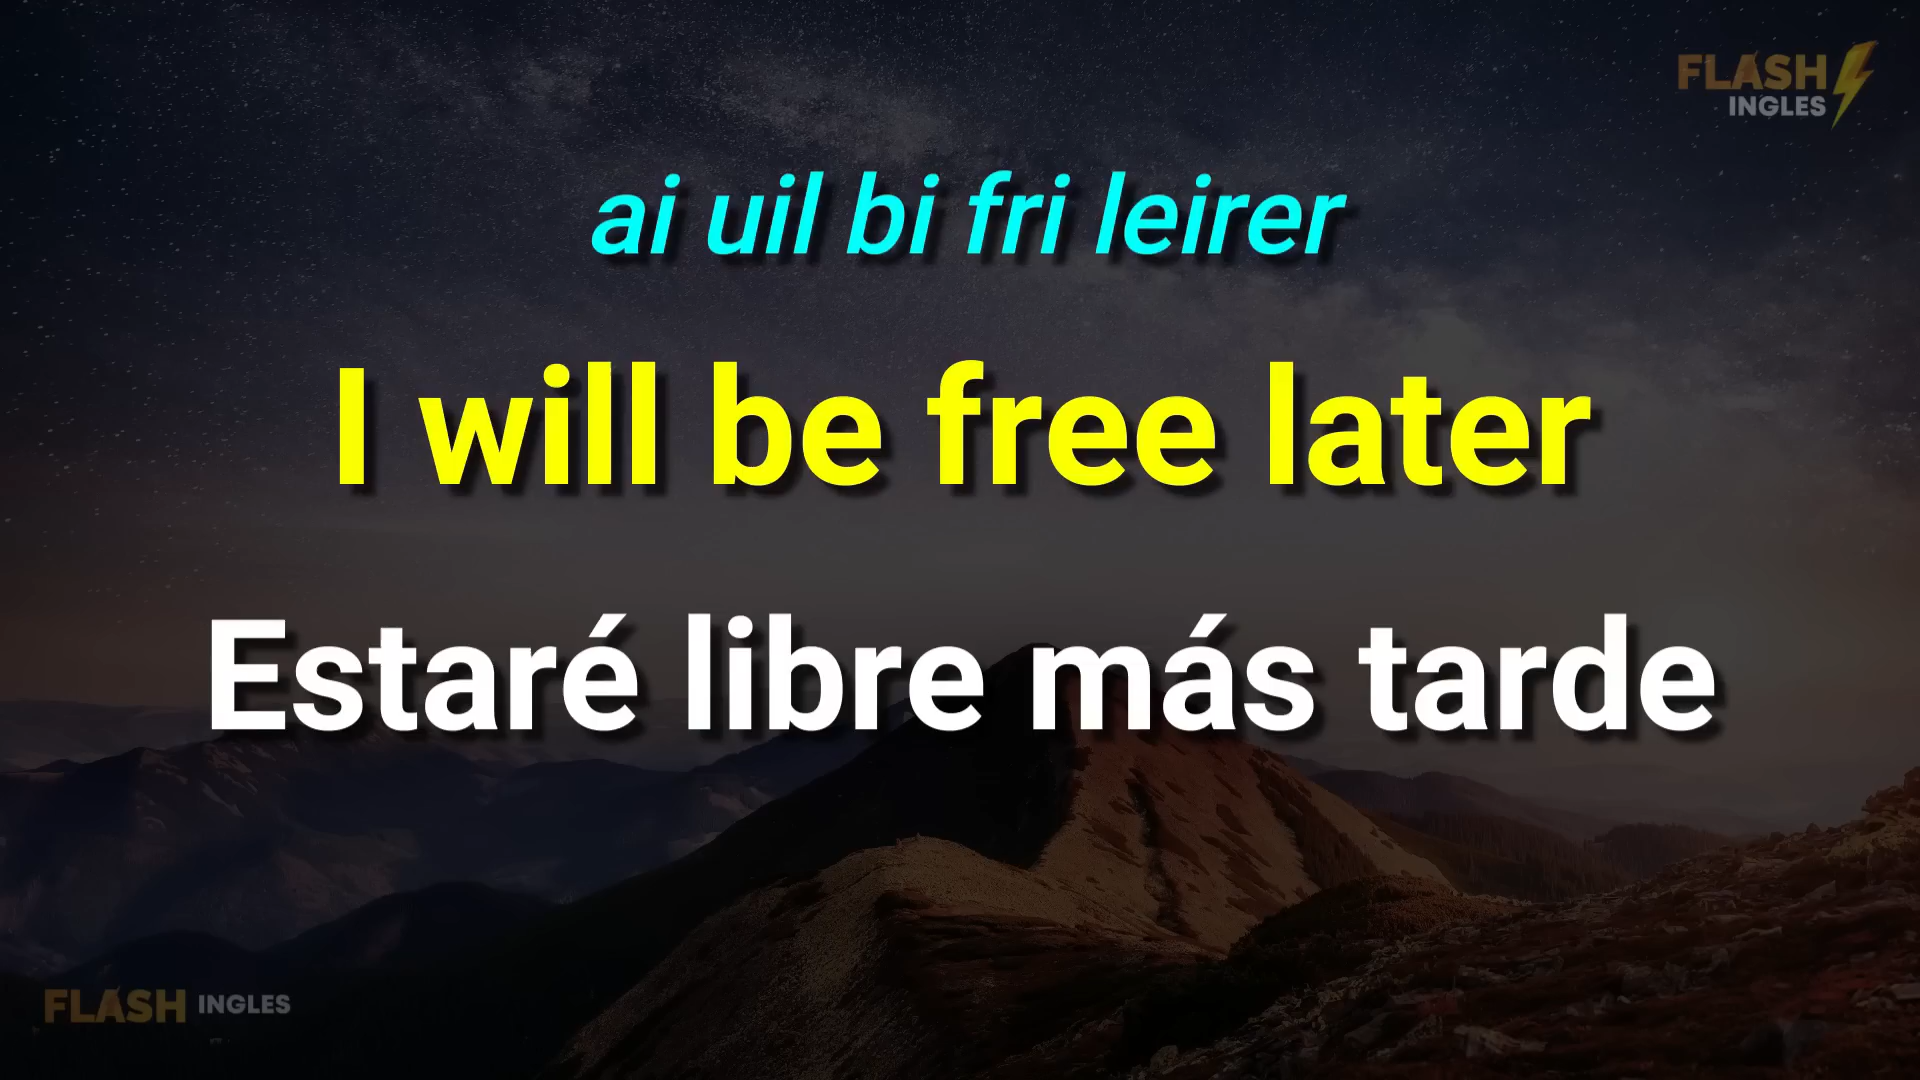 FLASH
INGLES
ai uil bi fri leirer
I will be free later
Estaré libre más tarde
FLASH INGLES